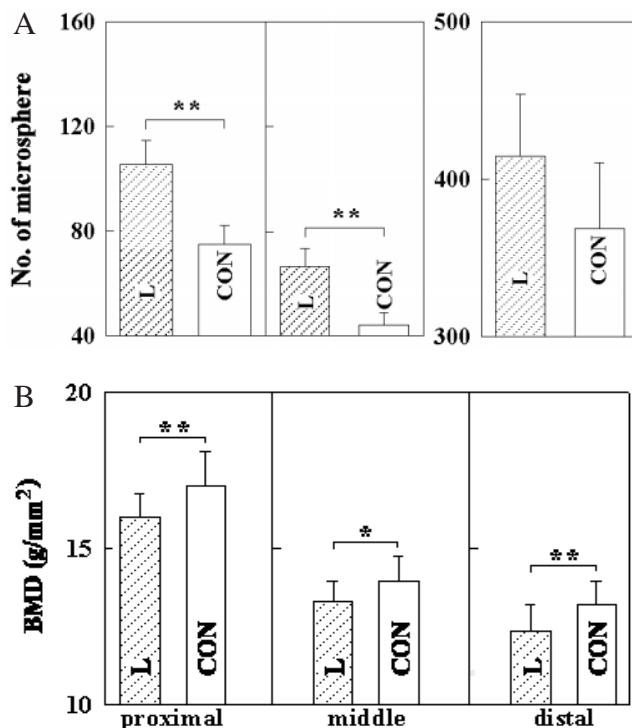 A
No. of microsphere
160
120
80
40
**
L
CON
**
L
CON
500
400
300
L
CON
B
BMD (g/mm²)
20
15
10
**
L
CON
*
L
CON
**
L
CON
proximal middle distal